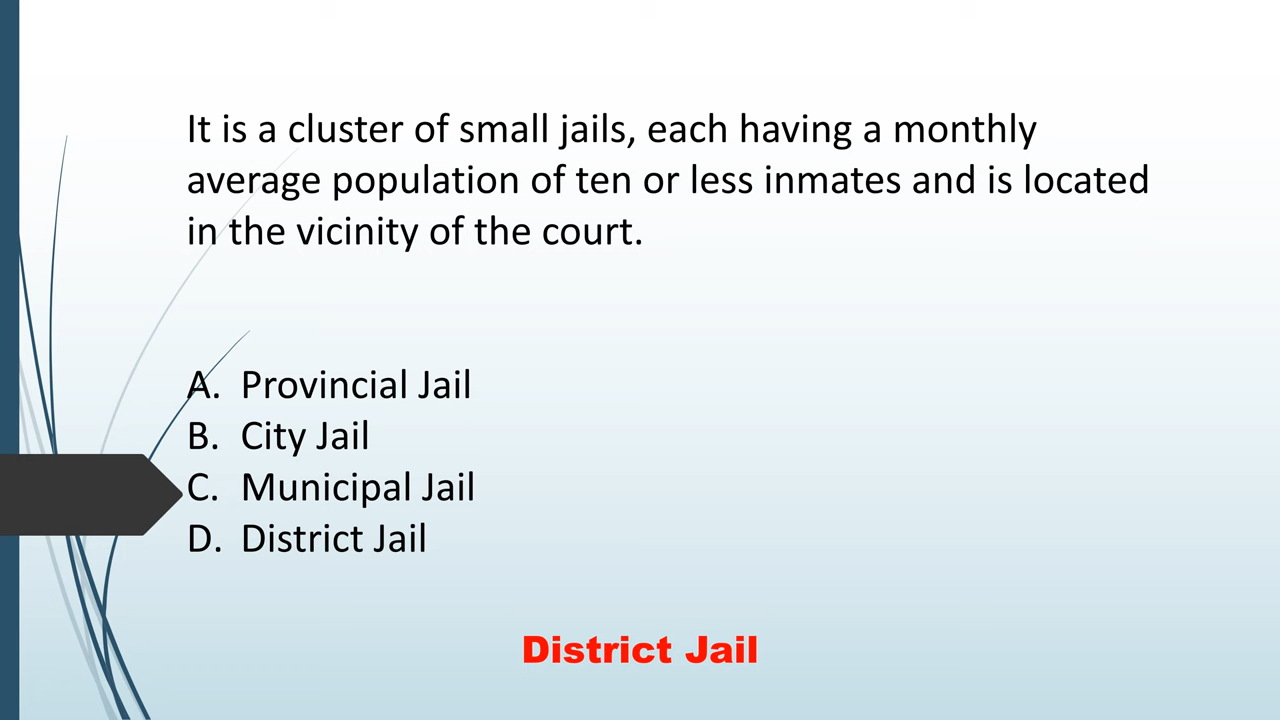 It is a cluster of small jails, each having a monthly
average population of ten or less inmates and is located
in the vicinity of the court.
A. Provincial Jail
B. City Jail
C. Municipal Jail
D. District Jail
District Jail